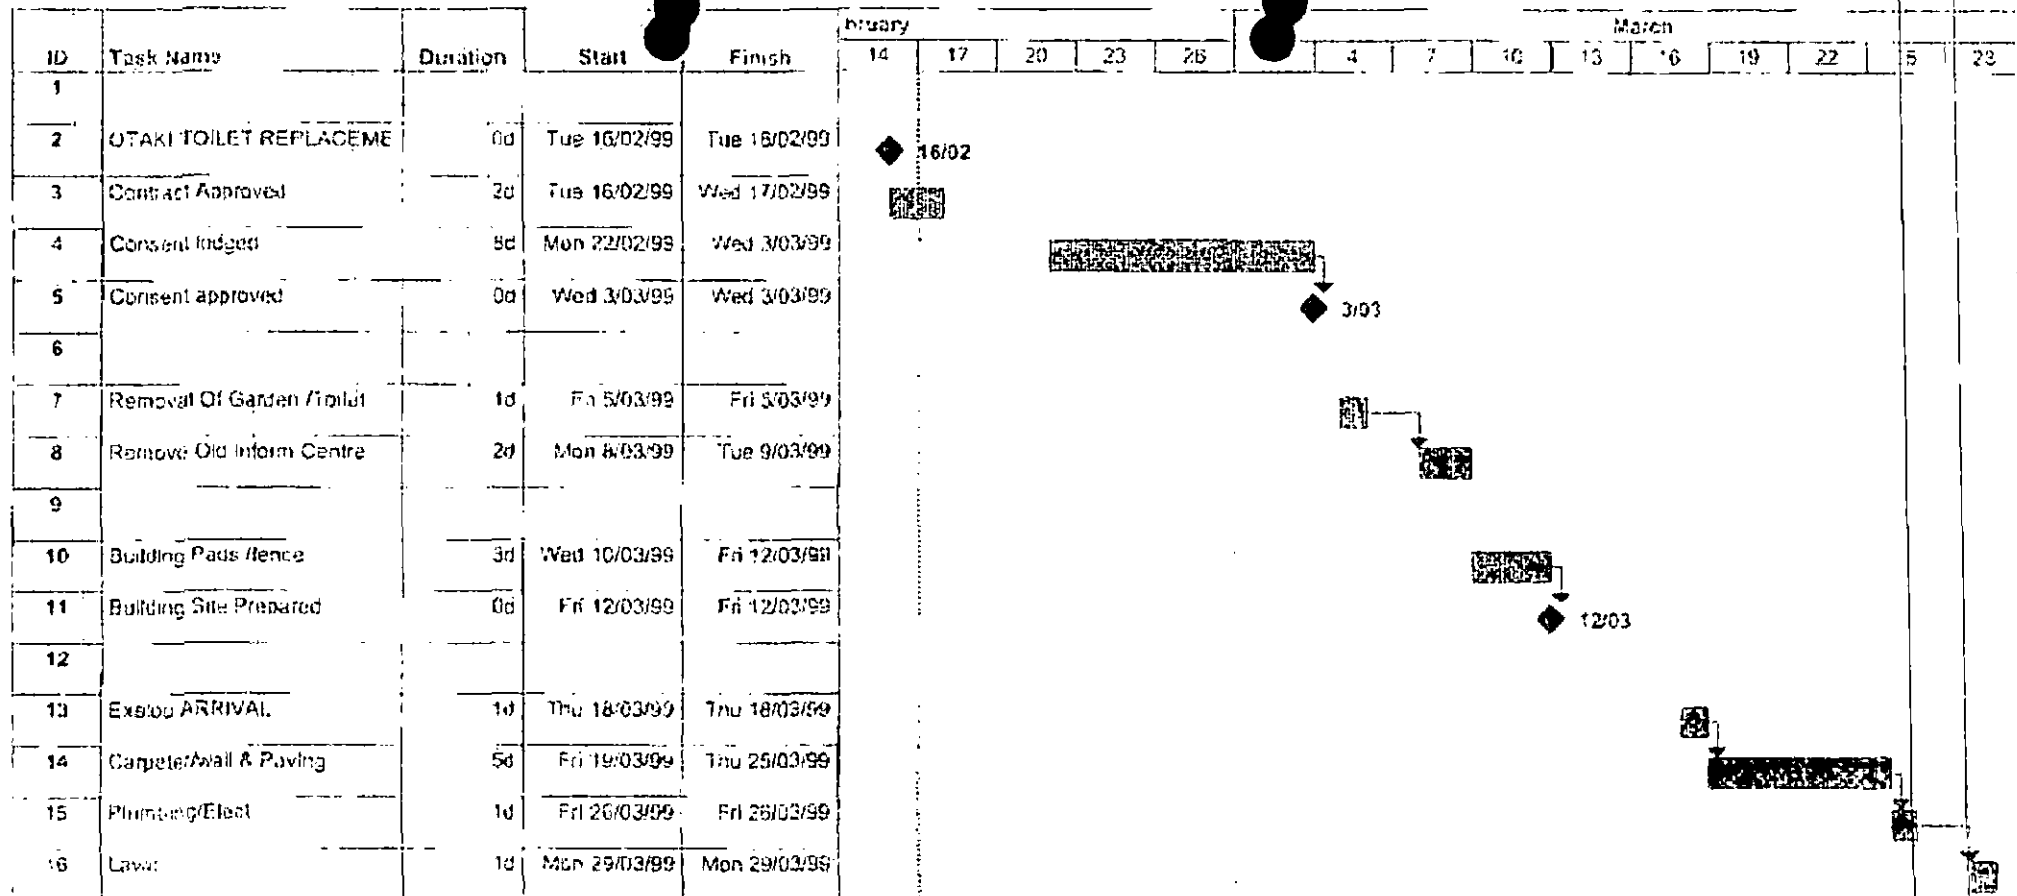 bruary March
ID Task Name Duration Start Finish 14 17 20 23 26 4 7 10 13 16 19 22 28
1
2 OTAKI TOILET REPLACEME 0d Tue 16/02/99 Tue 16/02/99 16/02
3 Contract Approved 2d Tue 16/02/99 Wed 17/02/99
4 Consent lodged 8d Mon 22/02/99 Wed 3/03/99
5 Consent approved 0d Wed 3/03/99 Wed 3/03/99 3/03
6
7 Removal Of Garden /Toilet 1d Fri 5/03/99 Fri 5/03/99
8 Remove Old Inform Centre 2d Mon 8/03/99 Tue 9/03/99
9
10 Building Pads /fence 3d Wed 10/03/99 Fri 12/03/99
11 Building Site Prepared 0d Fri 12/03/99 Fri 12/03/99 12/03
12
13 Exeloo ARRIVAL 1d Thu 18/03/99 Thu 18/03/99
14 Carpeter/wall & Paving 5d Fri 19/03/99 Thu 25/03/99
15 Plumbing/Elect 1d Fri 26/03/99 Fri 26/03/99
16 1d Mon 29/03/99 Mon 29/03/99